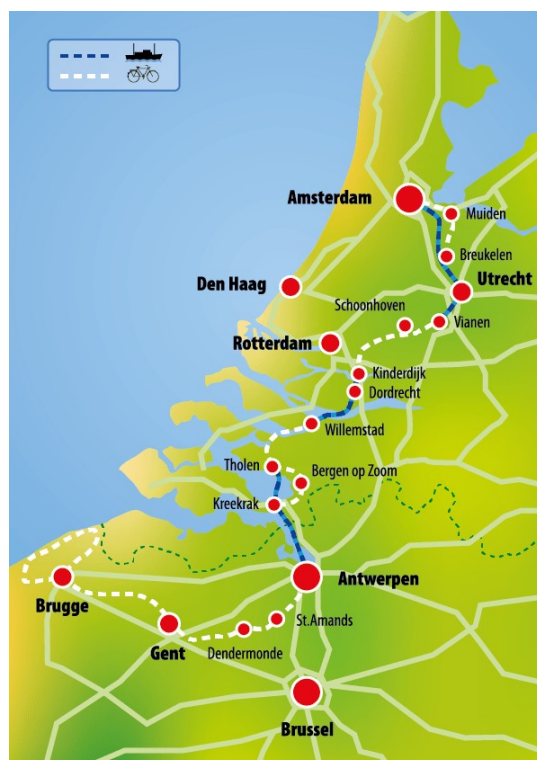 Amsterdam
Muiden
Breukelen
Utrecht
Den Haag
Schoonhoven
Vianen
Rotterdam
Kinderdijk
Dordrecht
Willemstad
Tholen
Bergen op Zoom
Kreekrak
Antwerpen
Brugge
St.Amands
Gent
Dendermonde
Brussel